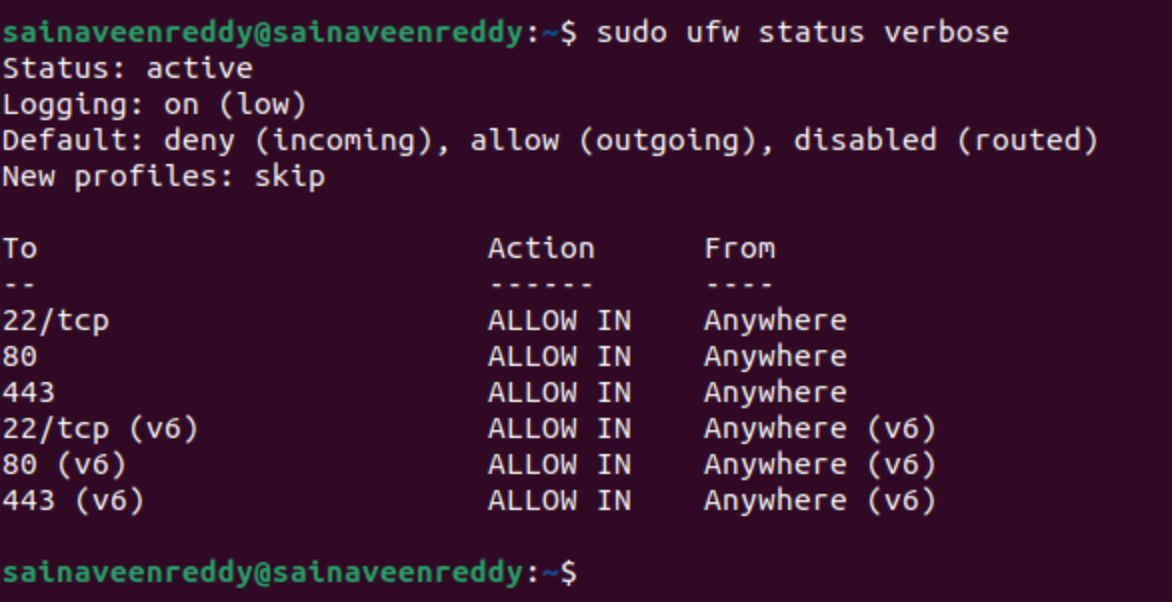 sainaveenreddy@sainaveenreddy:~$ sudo ufw status verbose
Status: active
Logging: on (low)
Default: deny (incoming), allow (outgoing), disabled (routed)
New profiles: skip

To                         Action      From
--                         ------      ----
22/tcp                     ALLOW IN    Anywhere
80                         ALLOW IN    Anywhere
443                        ALLOW IN    Anywhere
22/tcp (v6)                ALLOW IN    Anywhere (v6)
80 (v6)                    ALLOW IN    Anywhere (v6)
443 (v6)                   ALLOW IN    Anywhere (v6)

sainaveenreddy@sainaveenreddy:~$